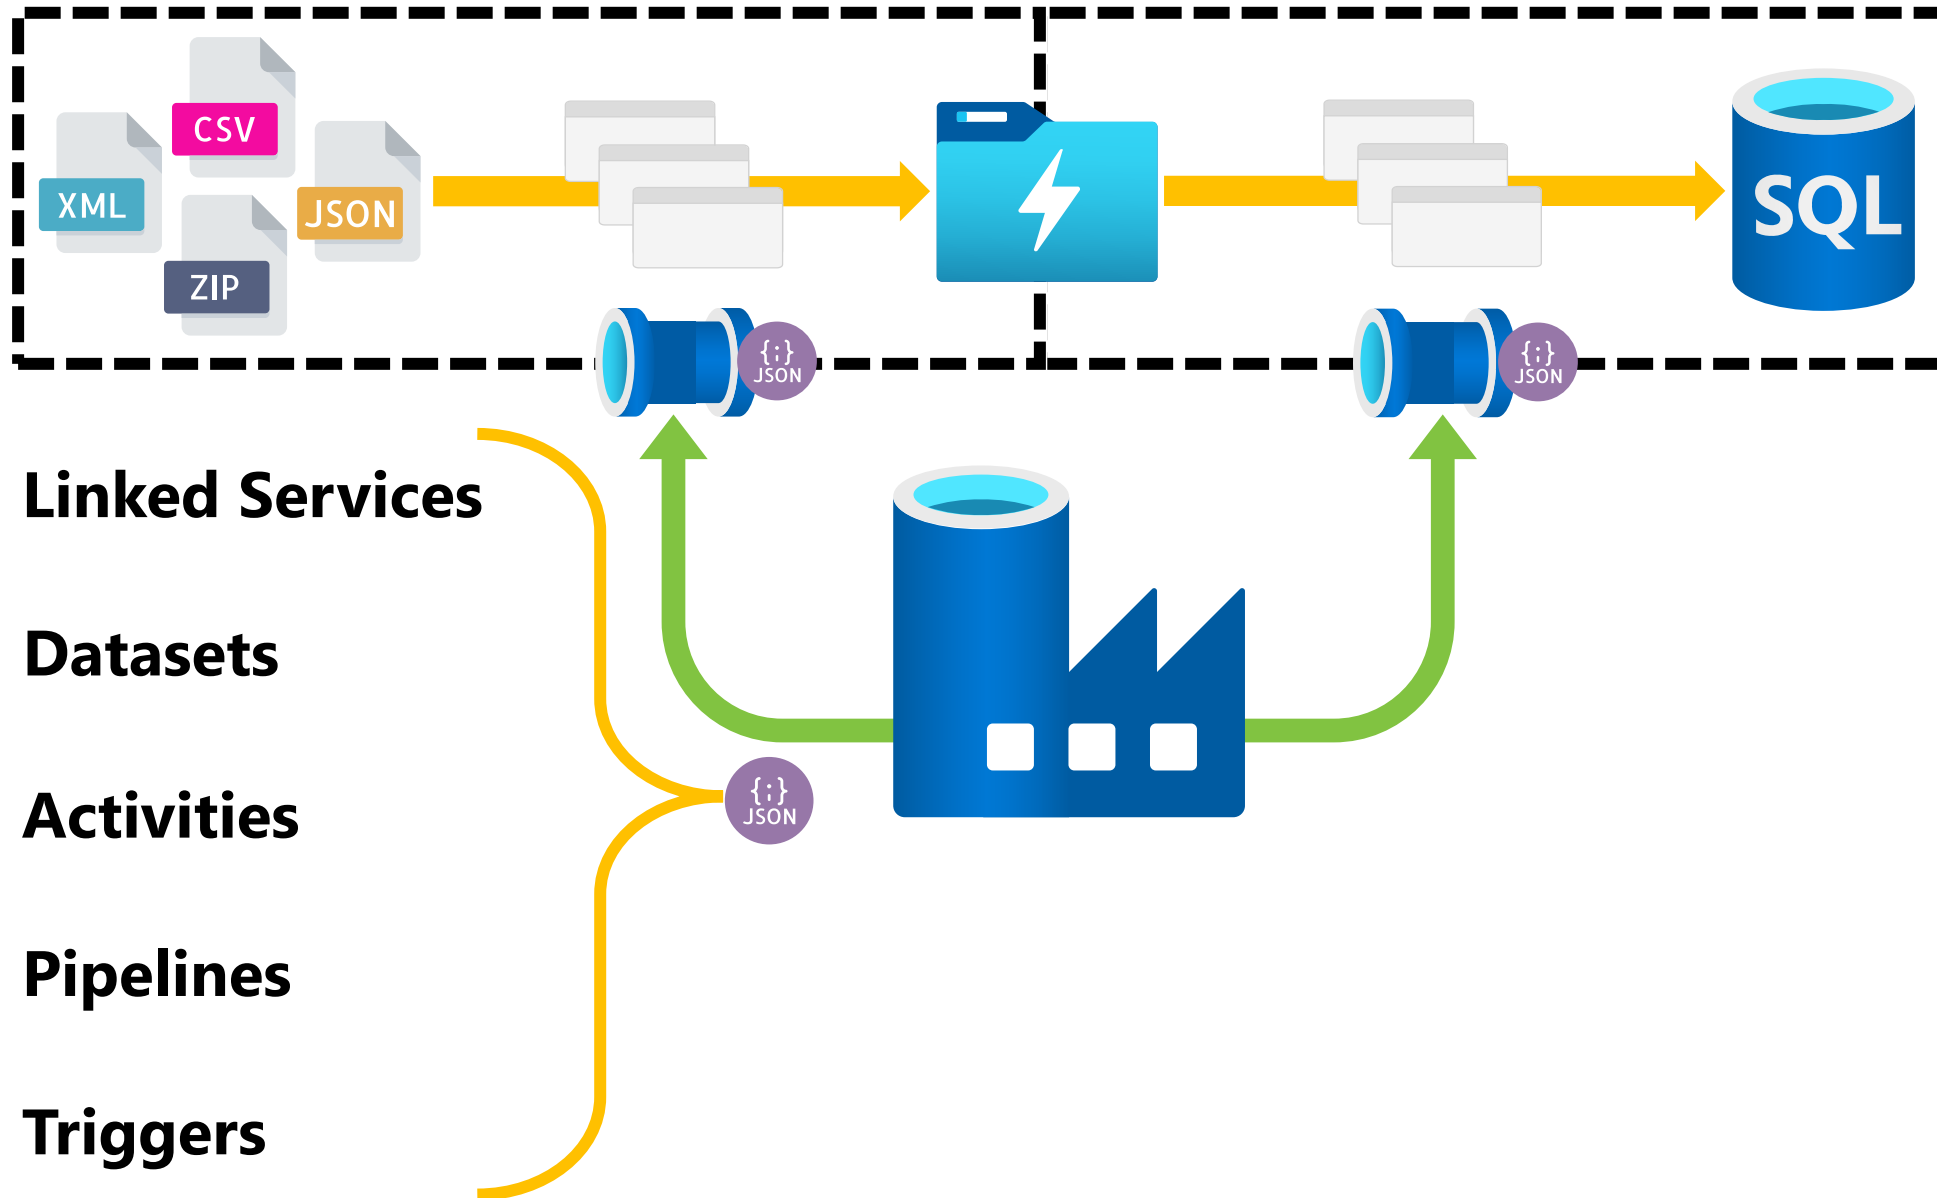 CSV
XML
JSON
ZIP
SQL
{:}
JSON
{:}
JSON
Linked Services
Datasets
Activities
{:}
JSON
Pipelines
Triggers